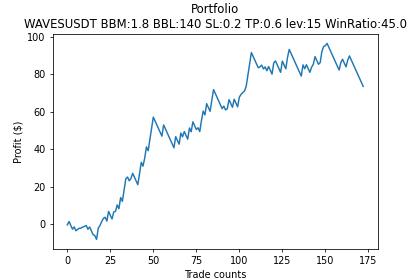 Portfolio
WAVESUSDT BBM:1.8 BBL:140 SL:0.2 TP:0.6 lev:15 WinRatio:45.0
100
80
60
40
20
0
Profit ($)
0 25 50 75 100 125 150 175
Trade counts